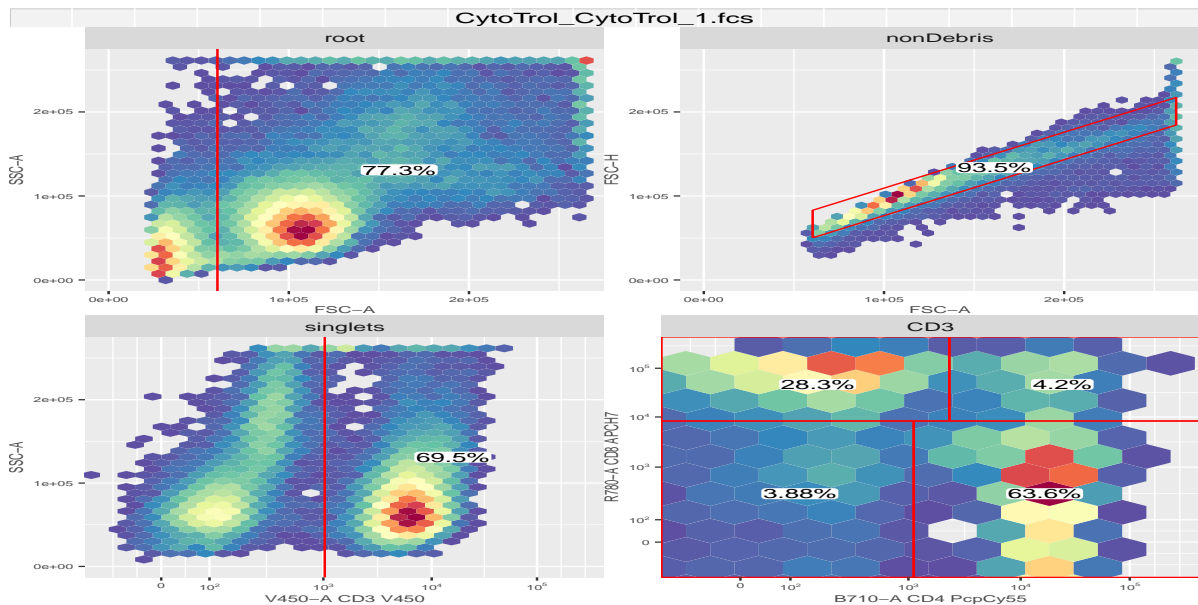 CytoTrol_CytoTrol_1.fcs
root
nonDebris
SSC-A
2e+05
1e+05
0e+00
77.3%
0e+00
1e+05
2e+05
FSC-A
FSC-H
2e+05
1e+05
0e+00
93.5%
0e+00
1e+05
2e+05
FSC-A
singlets
CD3
SSC-A
2e+05
1e+05
0e+00
69.5%
0
10²
10³
10⁴
10⁵
V450-A CD3 V450
R780-A CD8 APCH7
10⁵
10⁴
10³
10²
0
28.3%
4.2%
3.88%
63.6%
0
10²
10³
10⁴
10⁵
B710-A CD4 PcpCy55